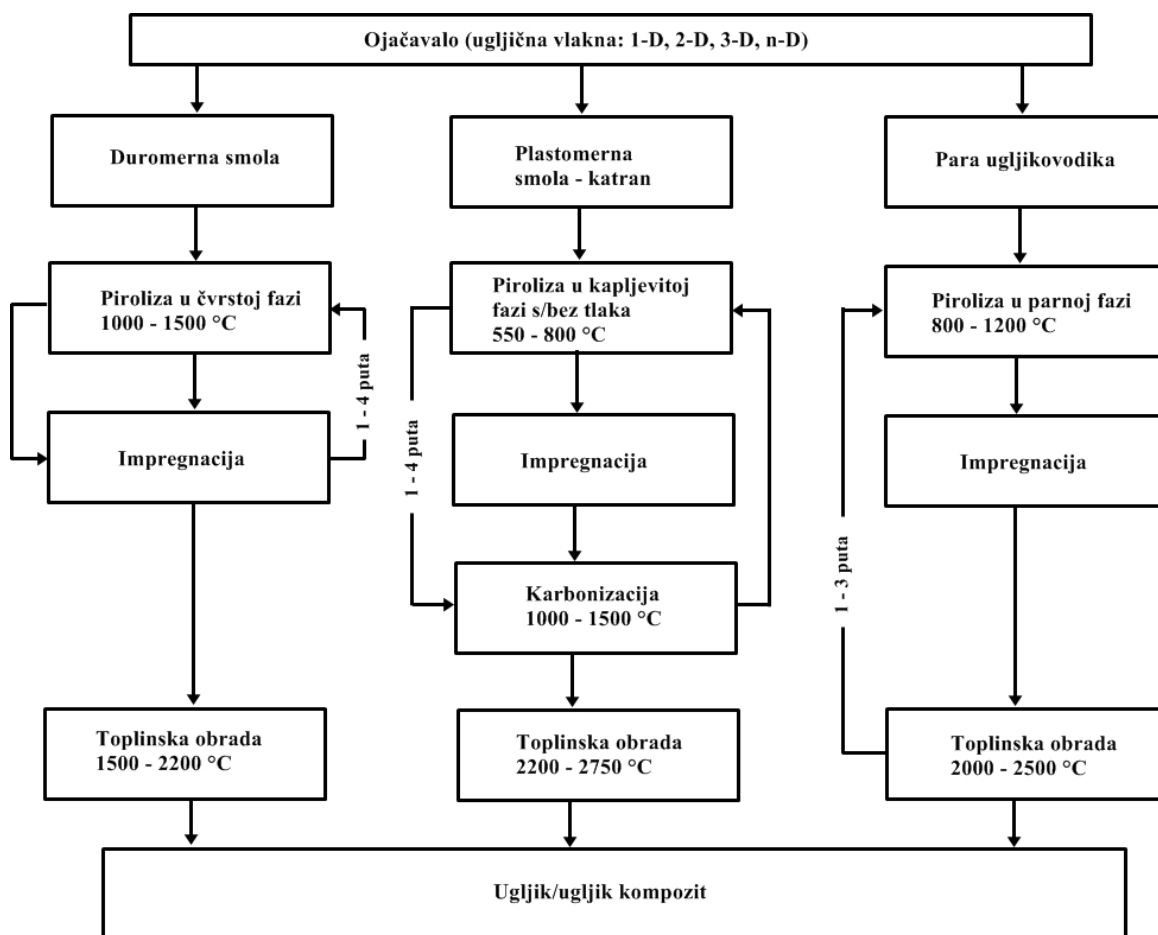 Ojačavalo (ugljična vlakna: 1-D, 2-D, 3-D, n-D)
Duromerna smola
Plastomerna
smola - katran
Para ugljikovodika
Piroliza u čvrstoj fazi
1000 - 1500 °C
Piroliza u kapljevitoj
fazi s/bez tlaka
550 - 800 °C
Piroliza u parnoj fazi
800 - 1200 °C
1 - 4 puta
Impregnacija
1 - 4 puta
Impregnacija
Impregnacija
1 - 3 puta
Karbonizacija
1000 - 1500 °C
Toplinska obrada
1500 - 2200 °C
Toplinska obrada
2200 - 2750 °C
Toplinska obrada
2000 - 2500 °C
Ugljik/ugljik kompozit